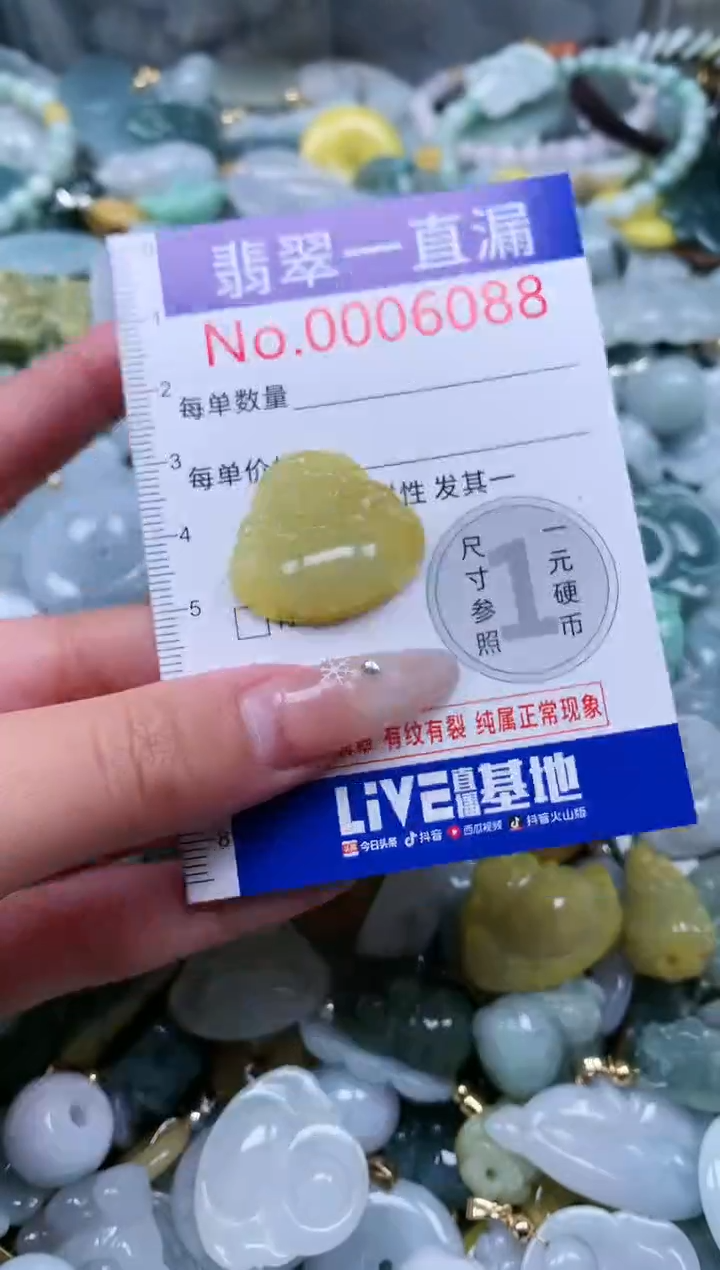 翡翠一直漏
No.0006088
每单数量
每单价
性 发其一
尺寸参照
1
一元硬币
有纹有裂 纯属正常现象
LiVE直播基地
今日头条 抖音 西瓜视频 抖音火山版
0
1
2
3
4
5
8